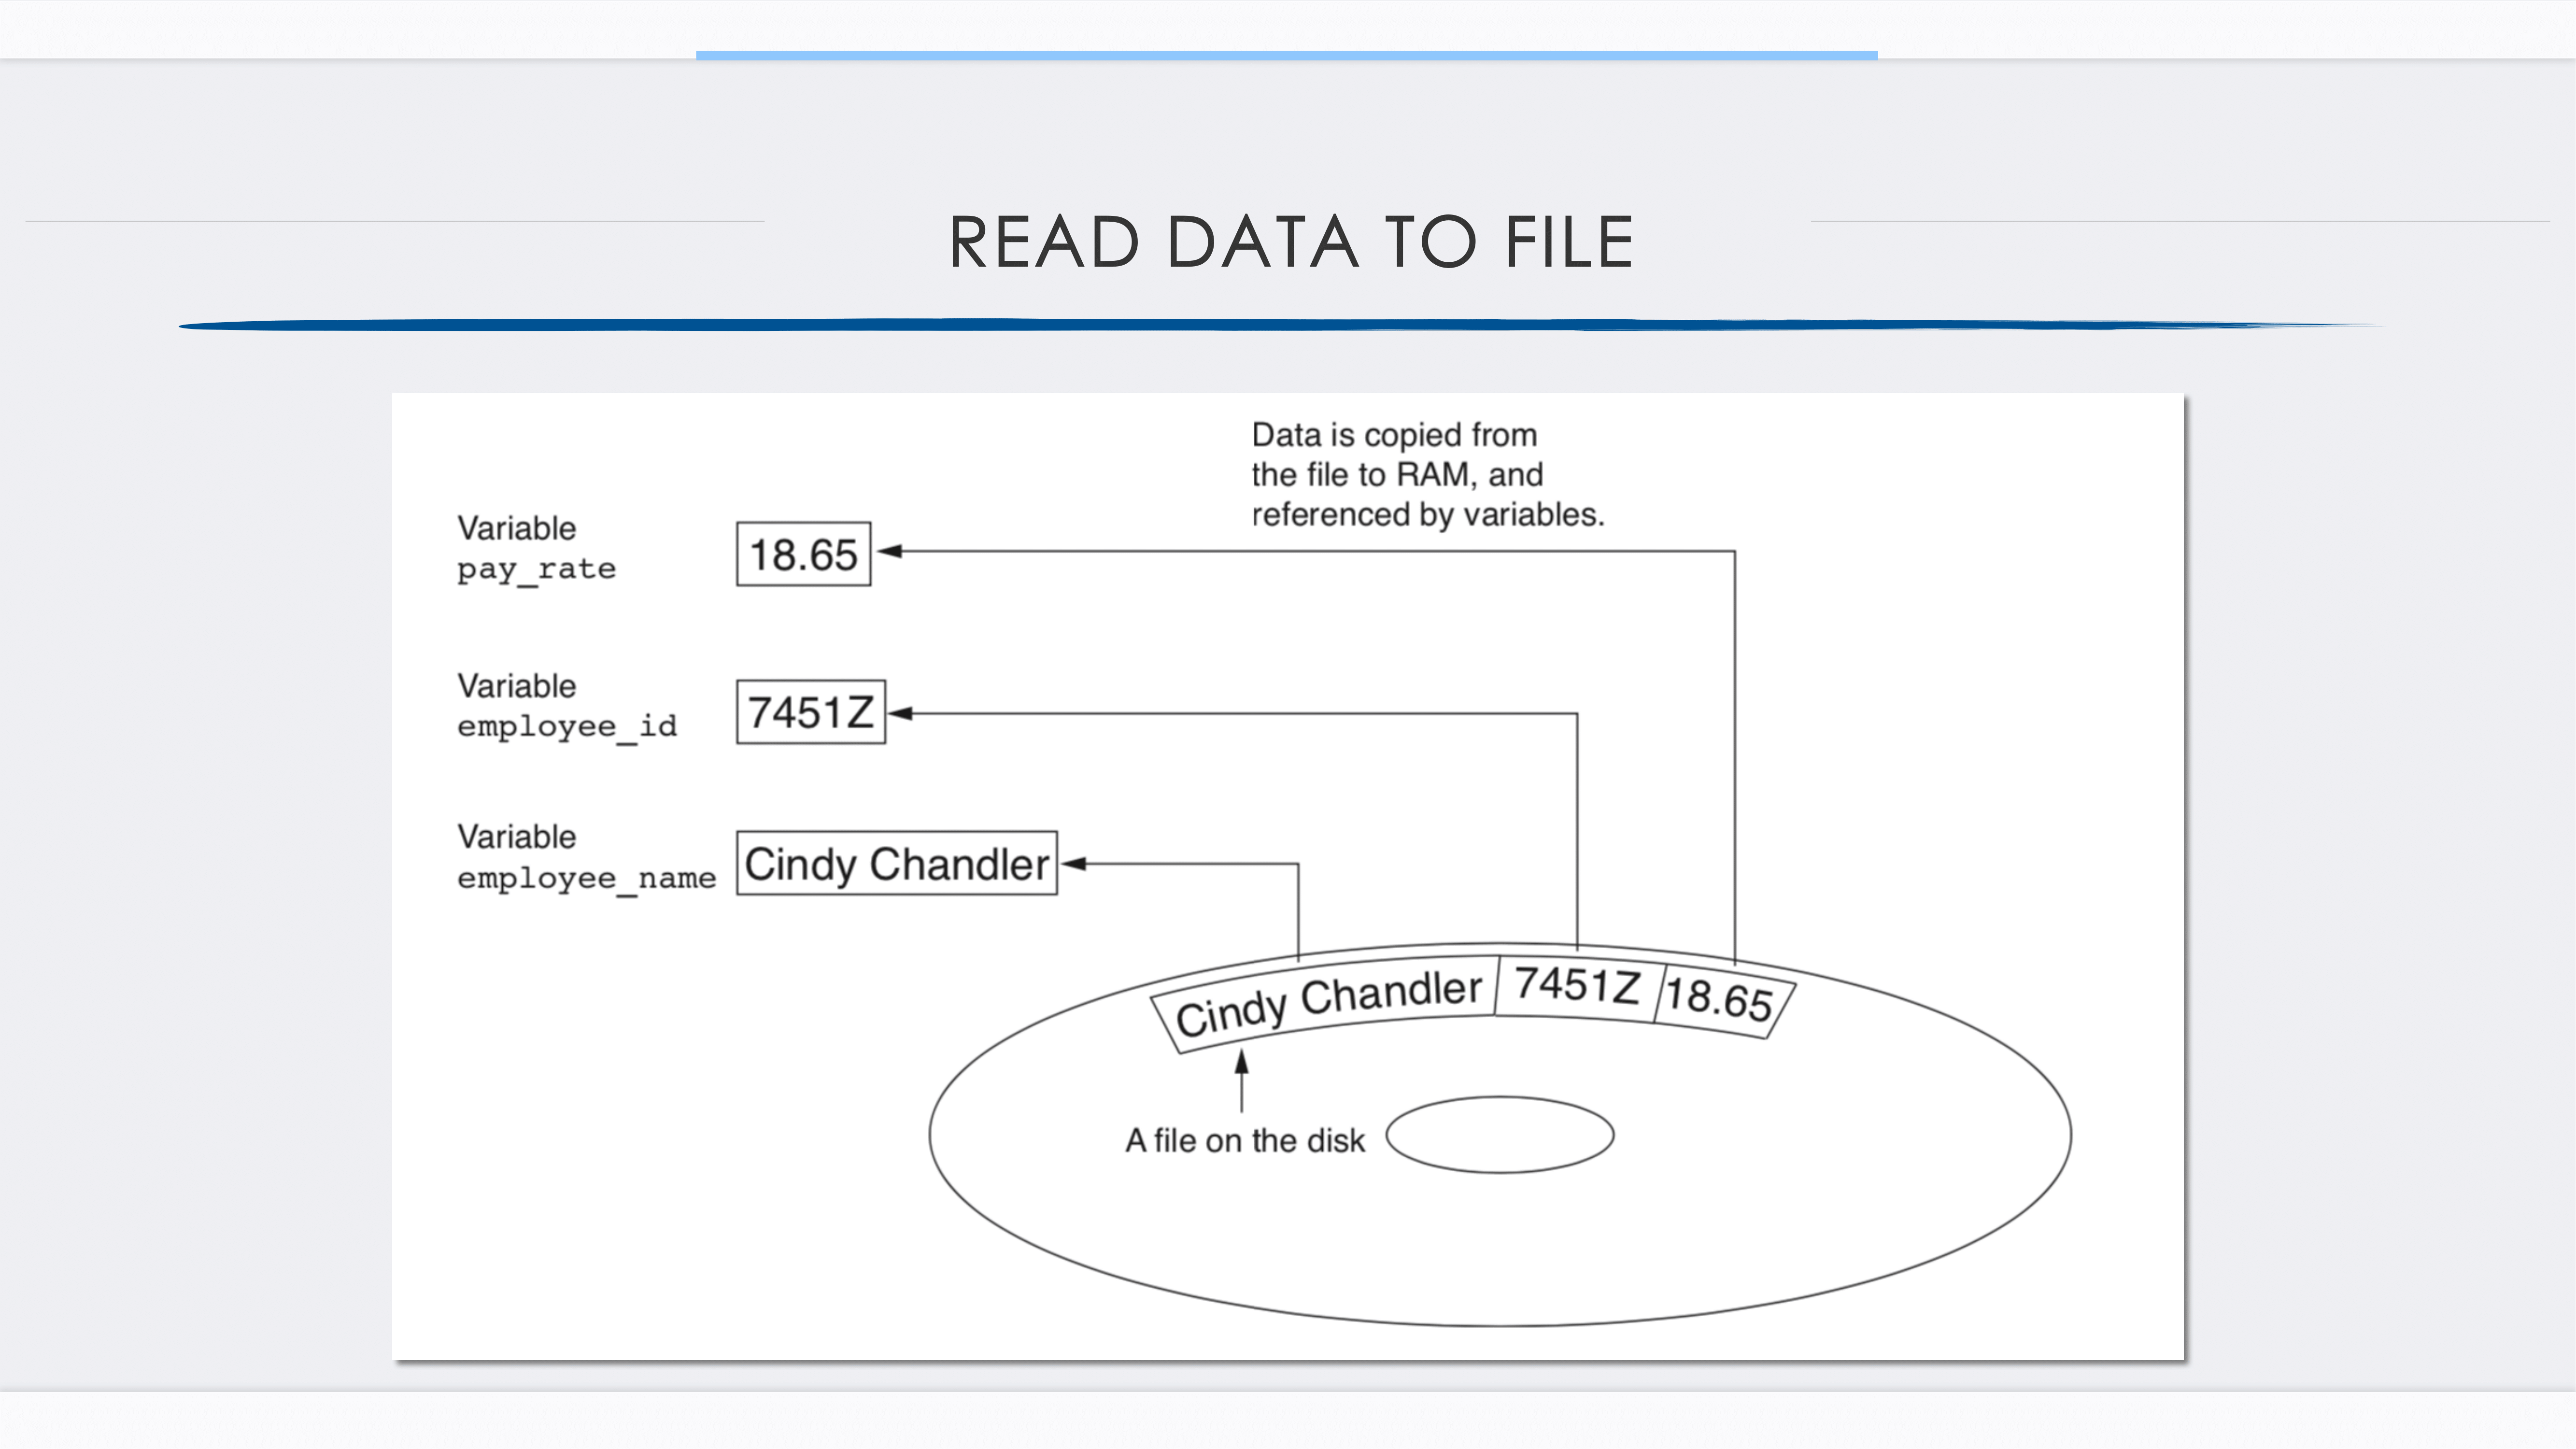 READ DATA TO FILE
Data is copied from
the file to RAM, and
referenced by variables.
Variable
pay_rate
18.65
Variable
employee_id
7451Z
Variable
employee_name
Cindy Chandler
Cindy Chandler 7451Z 18.65
A file on the disk